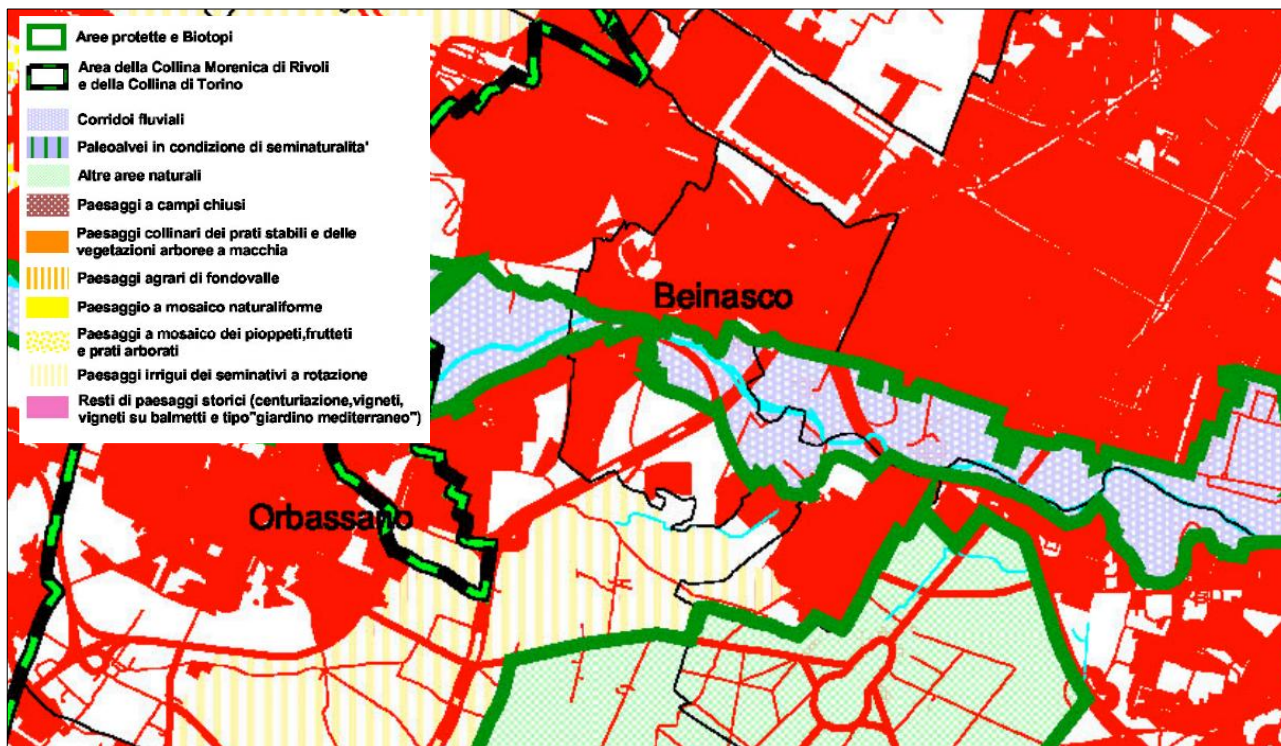 Aree protette e Biotopi
Area della Collina Morenica di Rivoli
e della Collina di Torino
Corridoi fluviali
Paleoalvei in condizione di seminaturalita'
Altre aree naturali
Paesaggi a campi chiusi
Paesaggi collinari dei prati stabili e delle
vegetazioni arboree a macchia
Paesaggi agrari di fondovalle
Paesaggio a mosaico naturaliforme
Paesaggi a mosaico dei pioppeti,frutteti
e prati arborati
Paesaggi irrigui dei seminativi a rotazione
Resti di paesaggi storici (centuriazione,vigneti,
vigneti su balmetti e tipo"giardino mediterraneo")
Beinasco
Orbassano